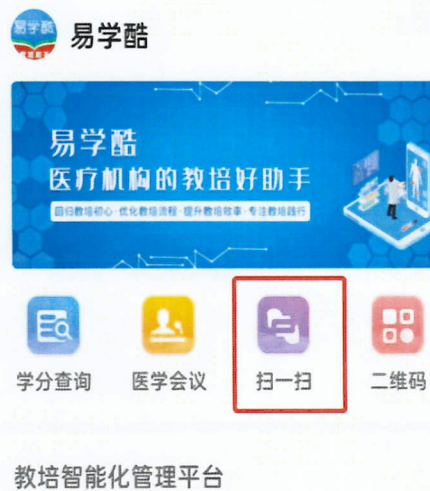 易学酷
易学酷
易学酷
医疗机构的教培好助手
回归教培初心·优化教培流程·提升教培效率·专注教培践行
学分查询
医学会议
扫一扫
二维码
教培智能化管理平台